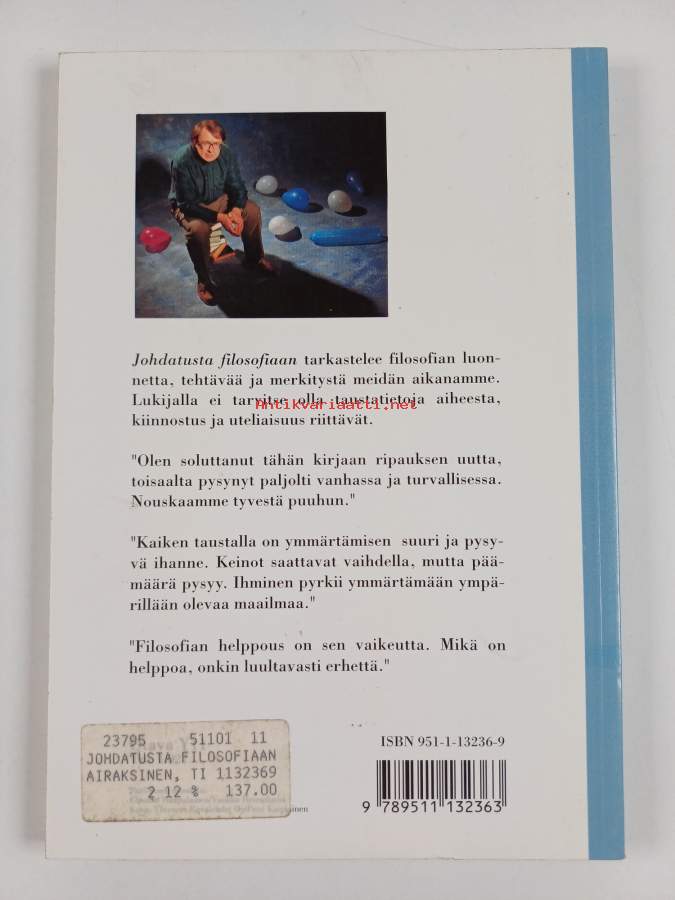 Johdatusta filosofiaan tarkastelee filosofian luon-
netta, tehtävää ja merkitystä meidän aikanamme.
Lukijalla ei tarvitse olla taustatietoja aiheesta,
Antikvariaatti.net
kiinnostus ja uteliaisuus riittävät.
"Olen soluttanut tähän kirjaan ripauksen uutta,
toisaalta pysynyt paljolti vanhassa ja turvallisessa.
Nouskaamme tyvestä puuhun."
"Kaiken taustalla on ymmärtämisen suuri ja pysy-
vä ihanne. Keinot saattavat vaihdella, mutta pää-
määrä pysyy. Ihminen pyrkii ymmärtämään ympä-
rillään olevaa maailmaa."
"Filosofian helppous on sen vaikeutta. Mikä on
helppoa, onkin luultavasti erhettä."
23795 51101 11
JOHDATUSTA FILOSOFIAAN
AIRAKSINEN, TI 1132369
2 12 % 137.00
ISBN 951-1-13236-9
9 789511 132363